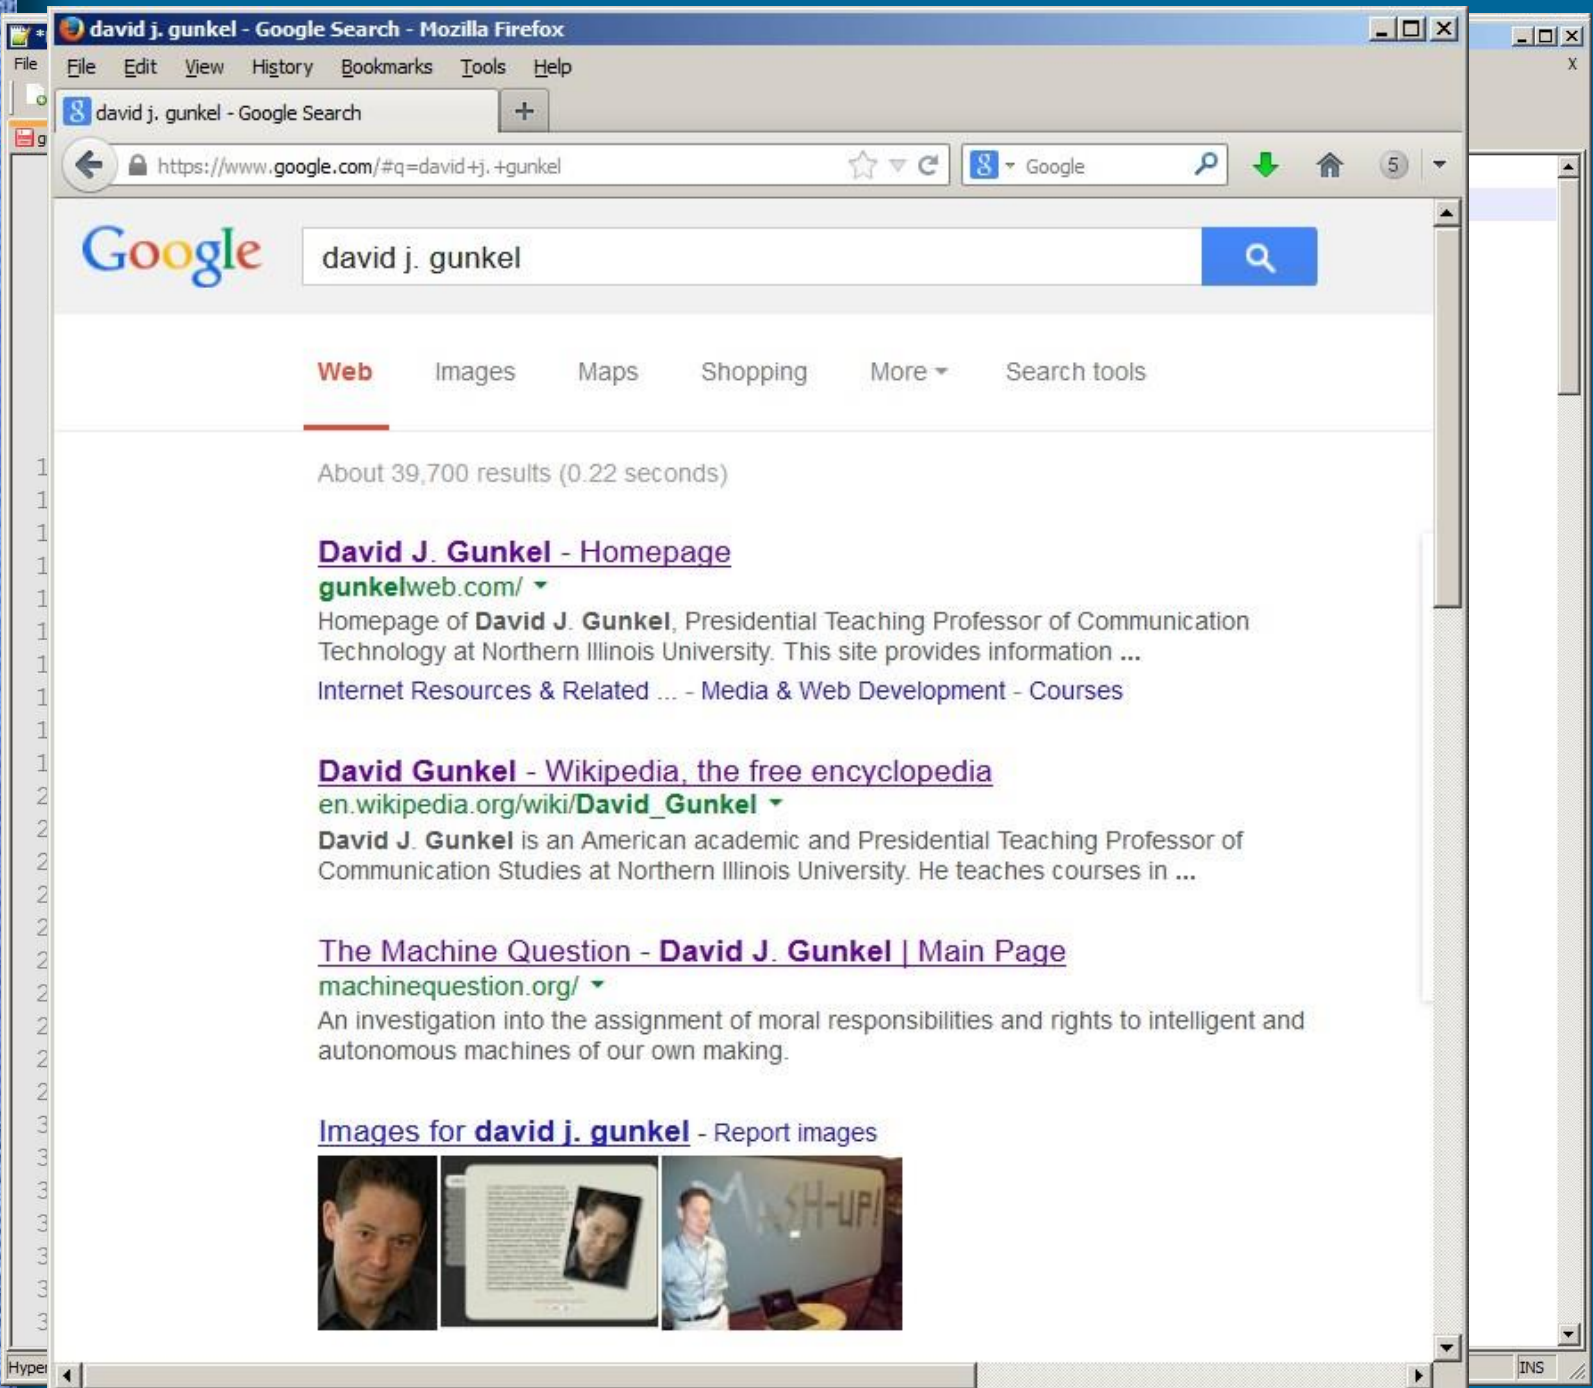 david j. gunkel - Google Search - Mozilla Firefox
File
File Edit View History Bookmarks Tools Help
X
david j. gunkel - Google Search +
g
https://www.google.com/#q=david+j.+gunkel
8 Google
5
Google
david j. gunkel
Web Images Maps Shopping More Search tools
About 39,700 results (0.22 seconds)
David J. Gunkel - Homepage
gunkelweb.com/
Homepage of David J. Gunkel, Presidential Teaching Professor of Communication
Technology at Northern Illinois University. This site provides information ...
Internet Resources & Related ... - Media & Web Development - Courses
David Gunkel - Wikipedia, the free encyclopedia
en.wikipedia.org/wiki/David_Gunkel
David J. Gunkel is an American academic and Presidential Teaching Professor of
Communication Studies at Northern Illinois University. He teaches courses in ...
The Machine Question - David J. Gunkel | Main Page
machinequestion.org/
An investigation into the assignment of moral responsibilities and rights to intelligent and
autonomous machines of our own making.
Images for david j. gunkel - Report images
MASH-UP!
Hyper
INS